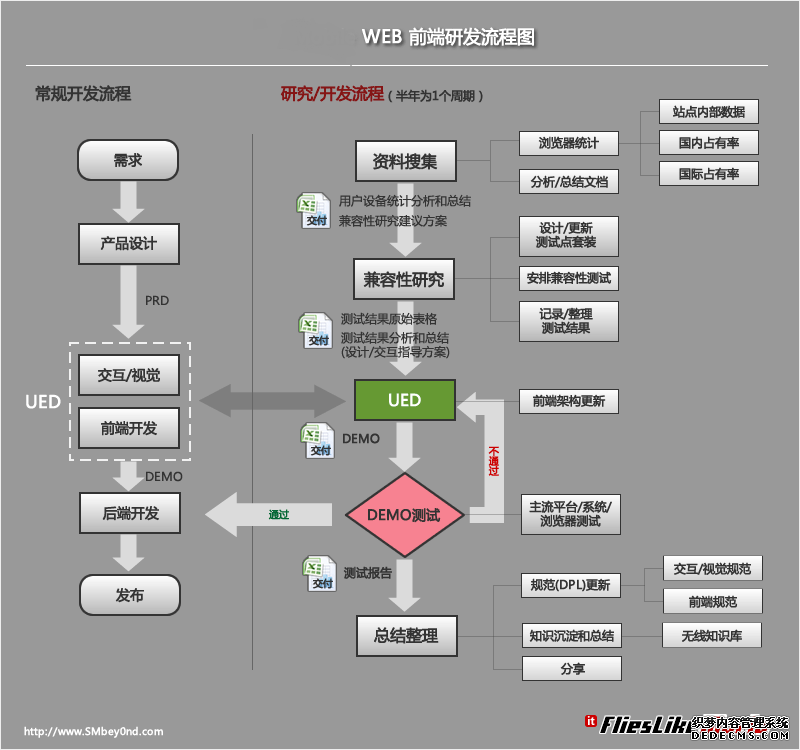 WEB 前端研发流程图
常规开发流程
研究/开发流程（半年为1个周期）
需求
产品设计
PRD
UED
交互/视觉
前端开发
DEMO
后端开发
发布
资料搜集
浏览器统计
站点内部数据
国内占有率
国际占有率
分析/总结文档
交付
用户设备统计分析和总结
兼容性研究建议方案
兼容性研究
设计/更新
测试点套装
安排兼容性测试
记录/整理
测试结果
交付
测试结果原始表格
测试结果分析和总结
(设计/交互指导方案)
UED
前端架构更新
交付
DEMO
不通过
通过
DEMO测试
主流平台/系统/
浏览器测试
交付
测试报告
总结整理
规范(DPL)更新
交互/视觉规范
前端规范
知识沉淀和总结
无线知识库
分享
http://www.SMbey0nd.com
it FliesLike
织梦内容管理系统
DEDECMS.COM